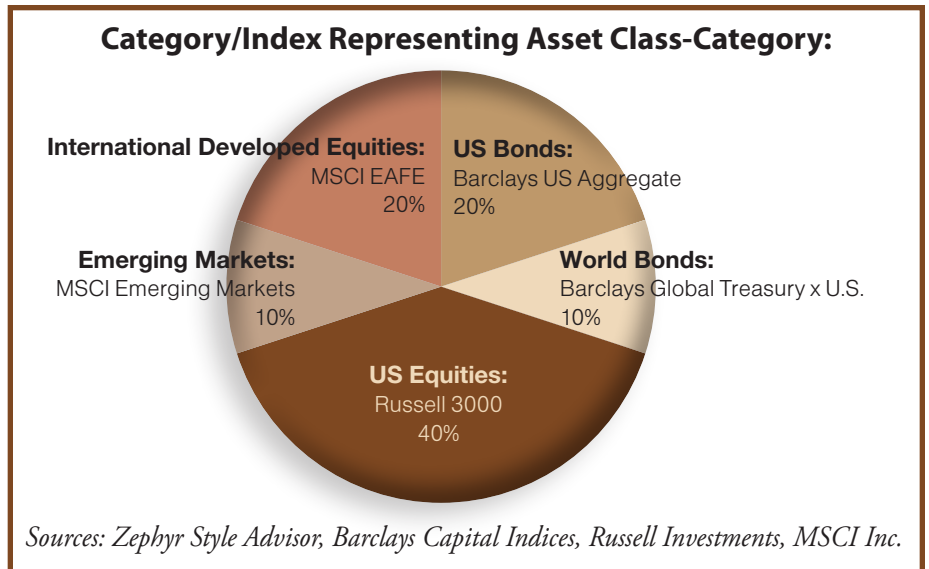 Category/Index Representing Asset Class-Category:
International Developed Equities:
MSCI EAFE
20%
US Bonds:
Barclays US Aggregate
20%
Emerging Markets:
MSCI Emerging Markets
10%
World Bonds:
Barclays Global Treasury x U.S.
10%
US Equities:
Russell 3000
40%
Sources: Zephyr Style Advisor, Barclays Capital Indices, Russell Investments, MSCI Inc.